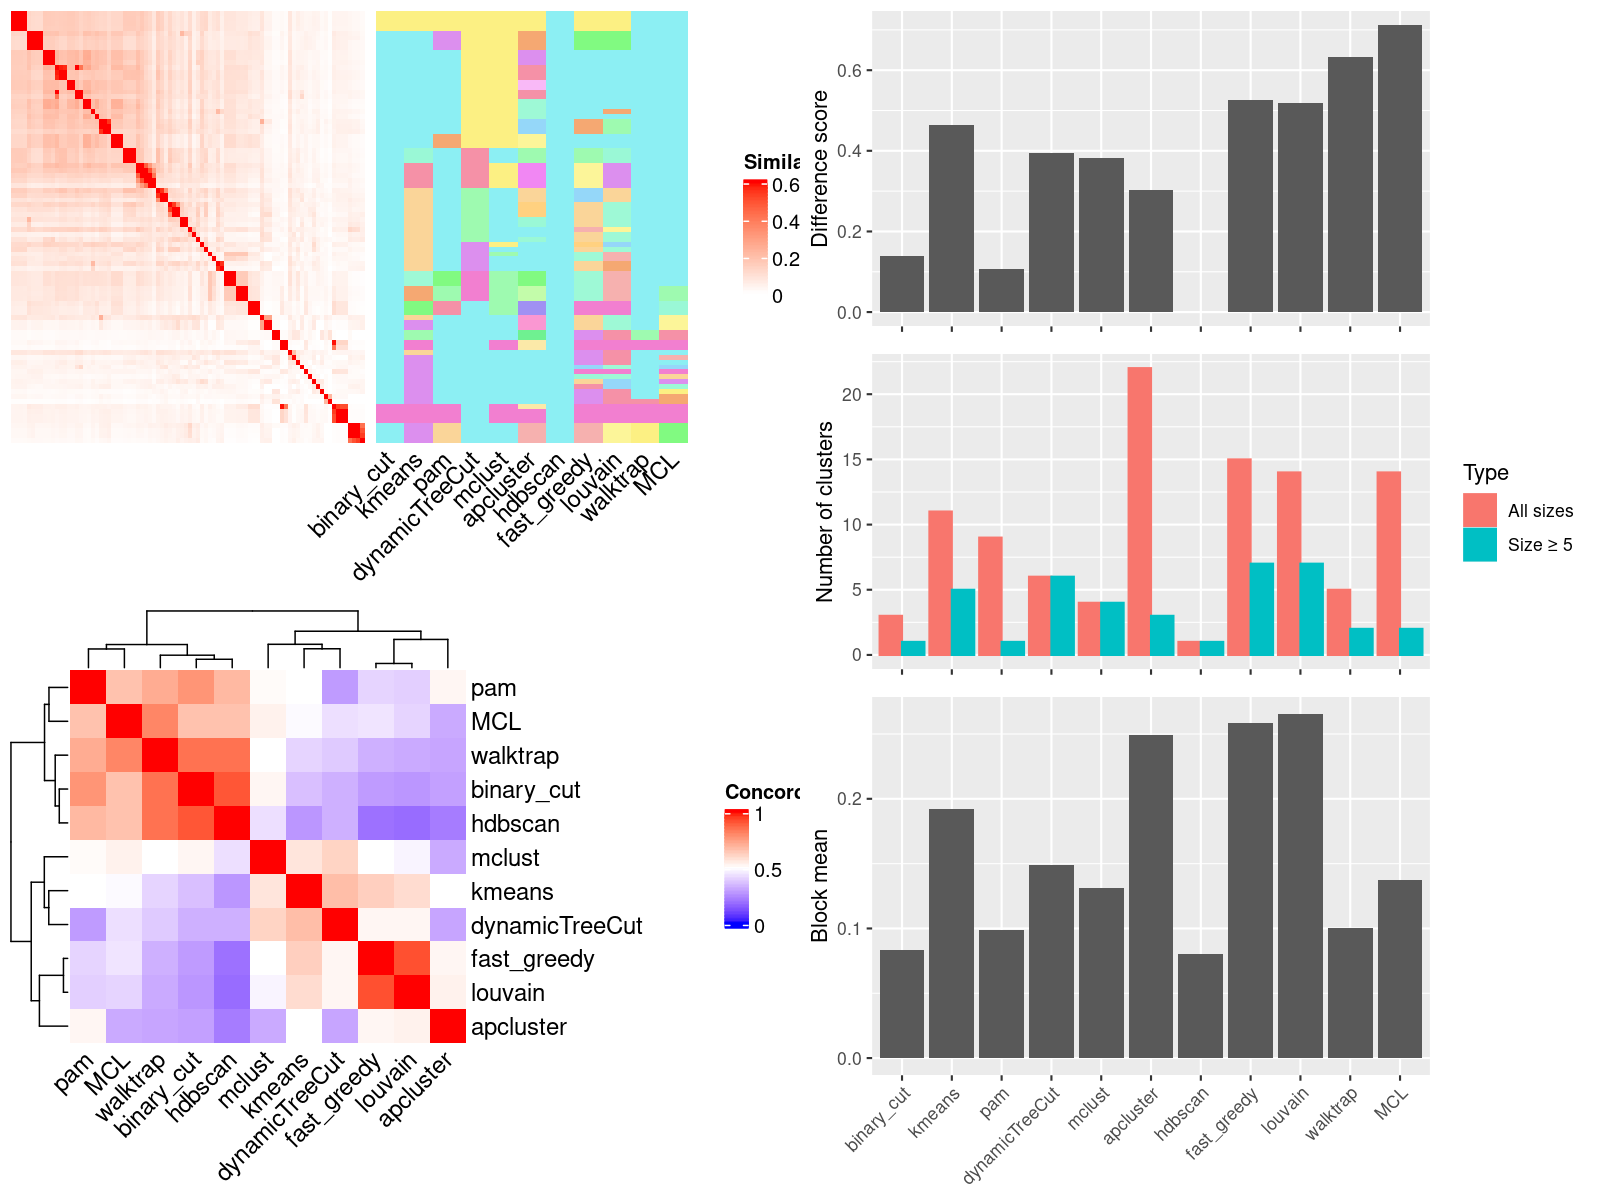 Simila
0.6
0.4
0.2
0
binary_cut
kmeans
pam
dynamicTreeCut
mclust
apcluster
hdbscan
fast_greedy
louvain
walktrap
MCL
Concord
1
0.5
0
pam
MCL
walktrap
binary_cut
hdbscan
mclust
kmeans
dynamicTreeCut
fast_greedy
louvain
apcluster
pam
MCL
walktrap
binary_cut
hdbscan
mclust
kmeans
dynamicTreeCut
fast_greedy
louvain
apcluster
Difference score
0.6
0.4
0.2
0.0
Number of clusters
20
15
10
5
0
Type
All sizes
Size ≥ 5
Block mean
0.2
0.1
0.0
binary_cut
kmeans
pam
dynamicTreeCut
mclust
apcluster
hdbscan
fast_greedy
louvain
walktrap
MCL